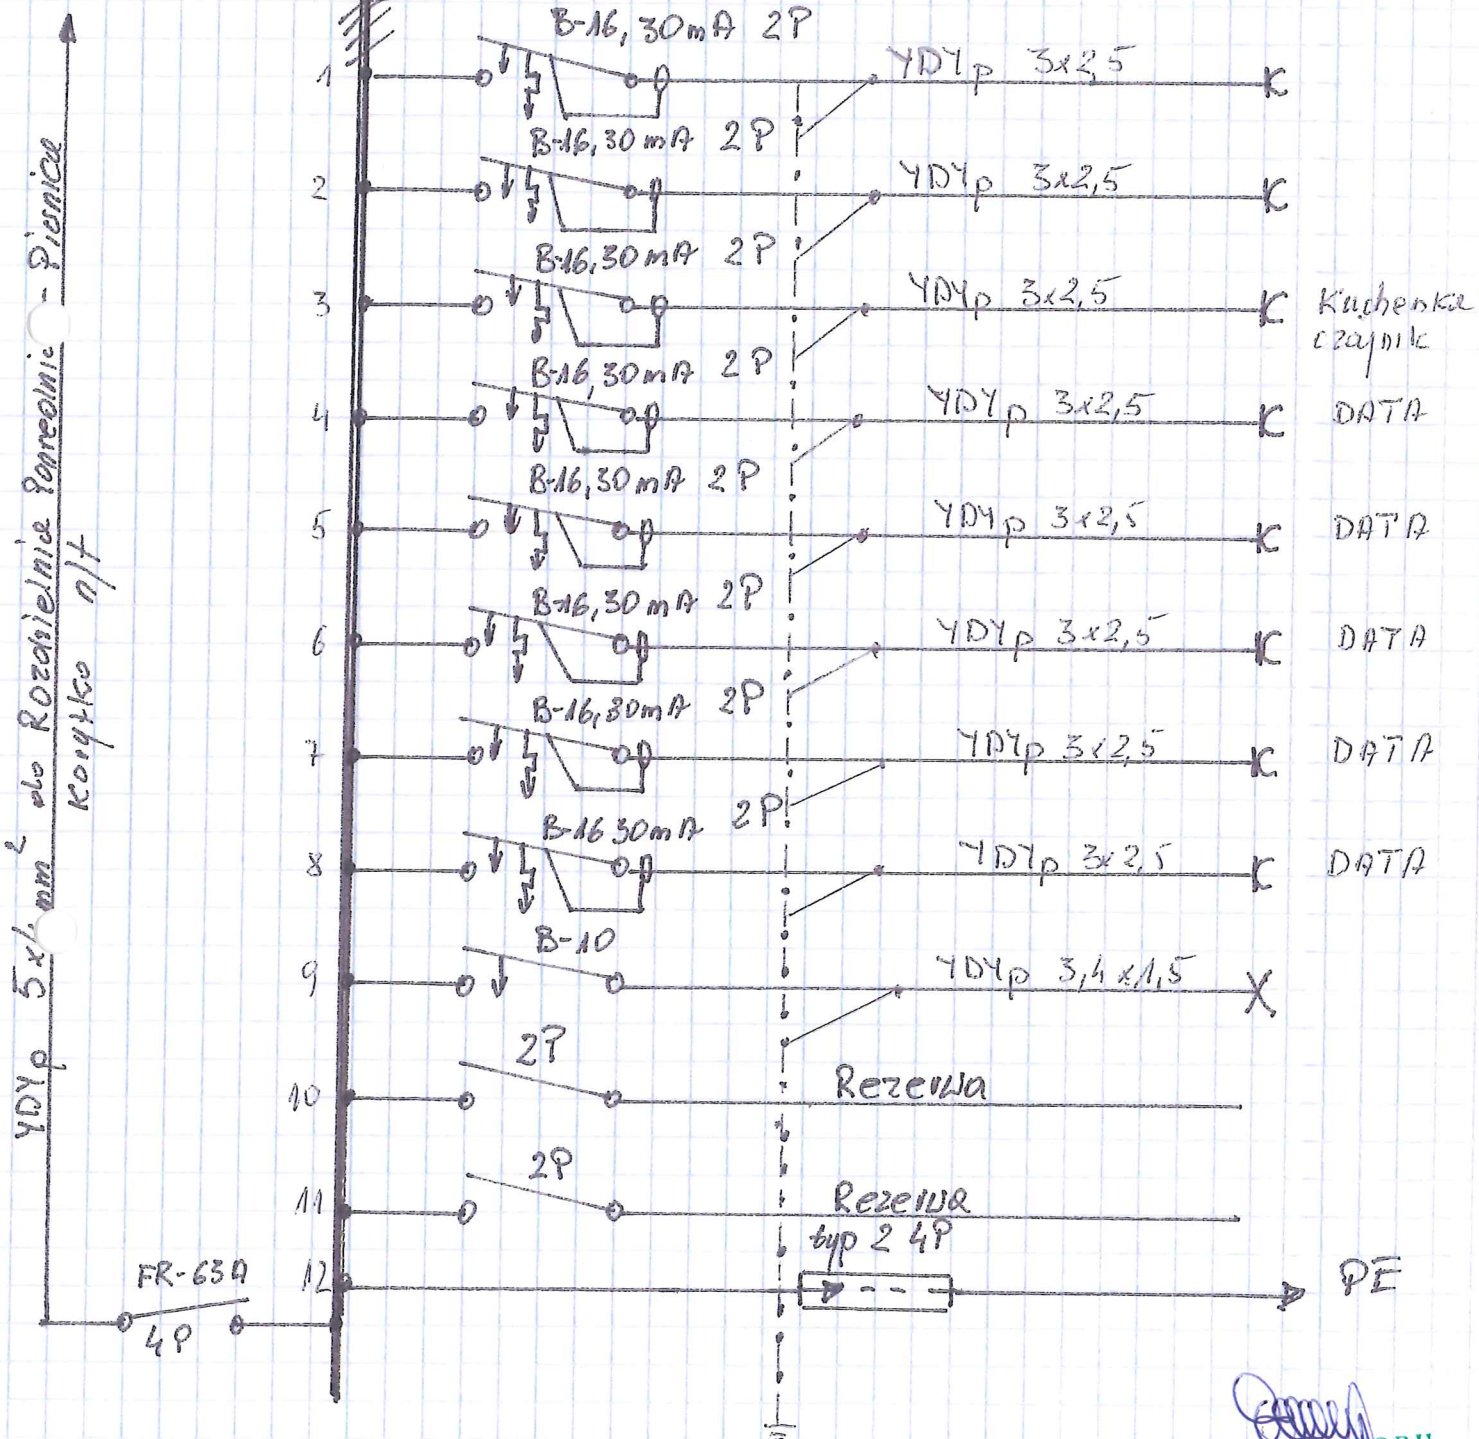 B-16, 30mA 2P
1 YDYp 3x2,5
B-16, 30mA 2P
2 YDYp 3x2,5
B-16, 30mA 2P
3 YDYp 3x2,5 Kuchenka
czajnik
B-16, 30mA 2P
4 YDYp 3x2,5 DATA
B-16, 30mA 2P
5 YDYp 3x2,5 DATA
B-16, 30mA 2P
6 YDYp 3x2,5 DATA
B-16, 30mA 2P
7 YDYp 3x2,5 DATA
B-16 30mA 2P
8 YDYp 3x2,5 DATA
B-10
9 YDYp 3,4x1,5
2P
10 Rezerwa
2P
11 Rezerwa
typ 2 4P
12 PE
FR-63A
4P
YDYp 5x mm² do Rozdzielnia
Korytko n/t